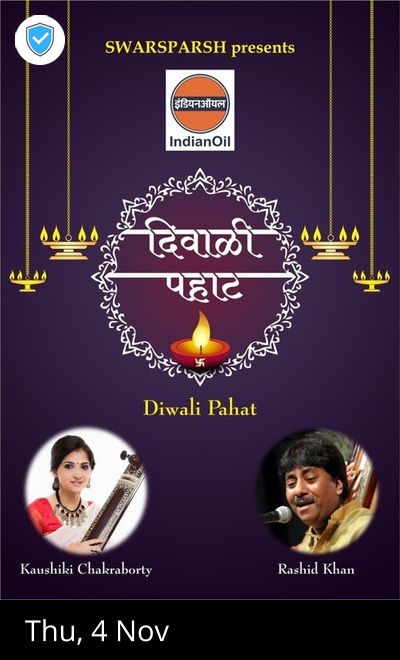 SWARSPARSH presents
इंडियनऑयल
IndianOil
दिवाळी
पहाट
Diwali Pahat
Kaushiki Chakraborty
Rashid Khan
Thu, 4 Nov